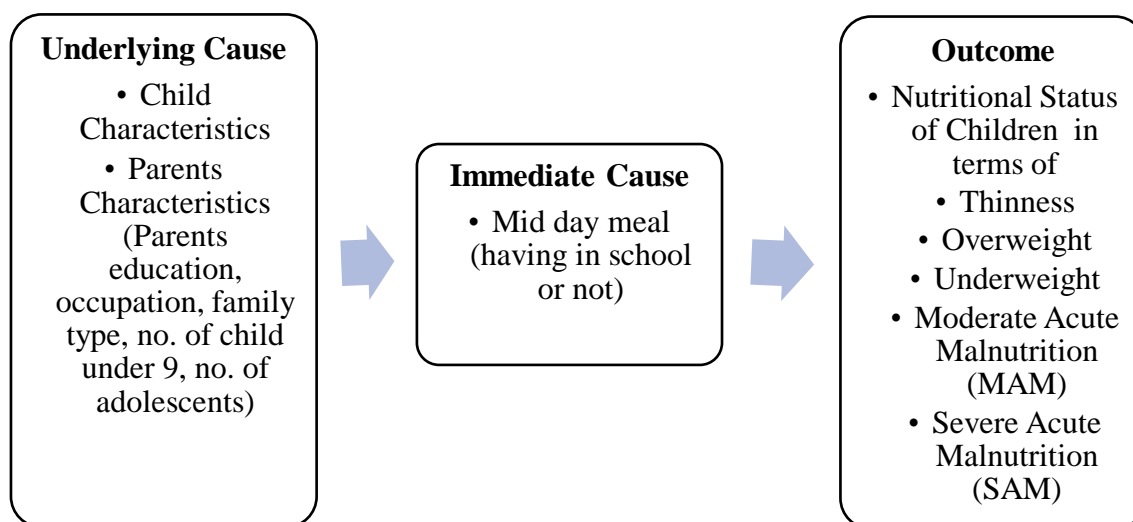 Underlying Cause
• Child
Characteristics
• Parents
Characteristics
(Parents
education,
occupation, family
type, no. of child
under 9, no. of
adolescents)
Immediate Cause
• Mid day meal
(having in school
or not)
Outcome
• Nutritional Status
of Children in
terms of
• Thinness
• Overweight
• Underweight
• Moderate Acute
Malnutrition
(MAM)
• Severe Acute
Malnutrition
(SAM)